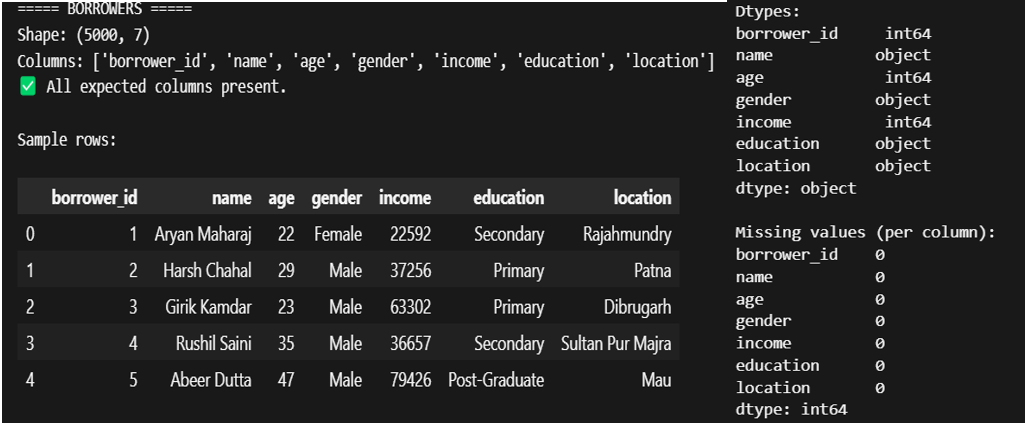 ===== BORROWERS =====
Shape: (5000, 7)
Columns: ['borrower_id', 'name', 'age', 'gender', 'income', 'education', 'location']
✅ All expected columns present.
Sample rows:
borrower_id name age gender income education location
0 1 Aryan Maharaj 22 Female 22592 Secondary Rajahmundry
1 2 Harsh Chahal 29 Male 37256 Primary Patna
2 3 Girik Kamdar 23 Male 63302 Primary Dibrugarh
3 4 Rushil Saini 35 Male 36657 Secondary Sultan Pur Majra
4 5 Abeer Dutta 47 Male 79426 Post-Graduate Mau
Dtypes:
borrower_id int64
name object
age int64
gender object
income int64
education object
location object
dtype: object
Missing values (per column):
borrower_id 0
name 0
age 0
gender 0
income 0
education 0
location 0
dtype: int64